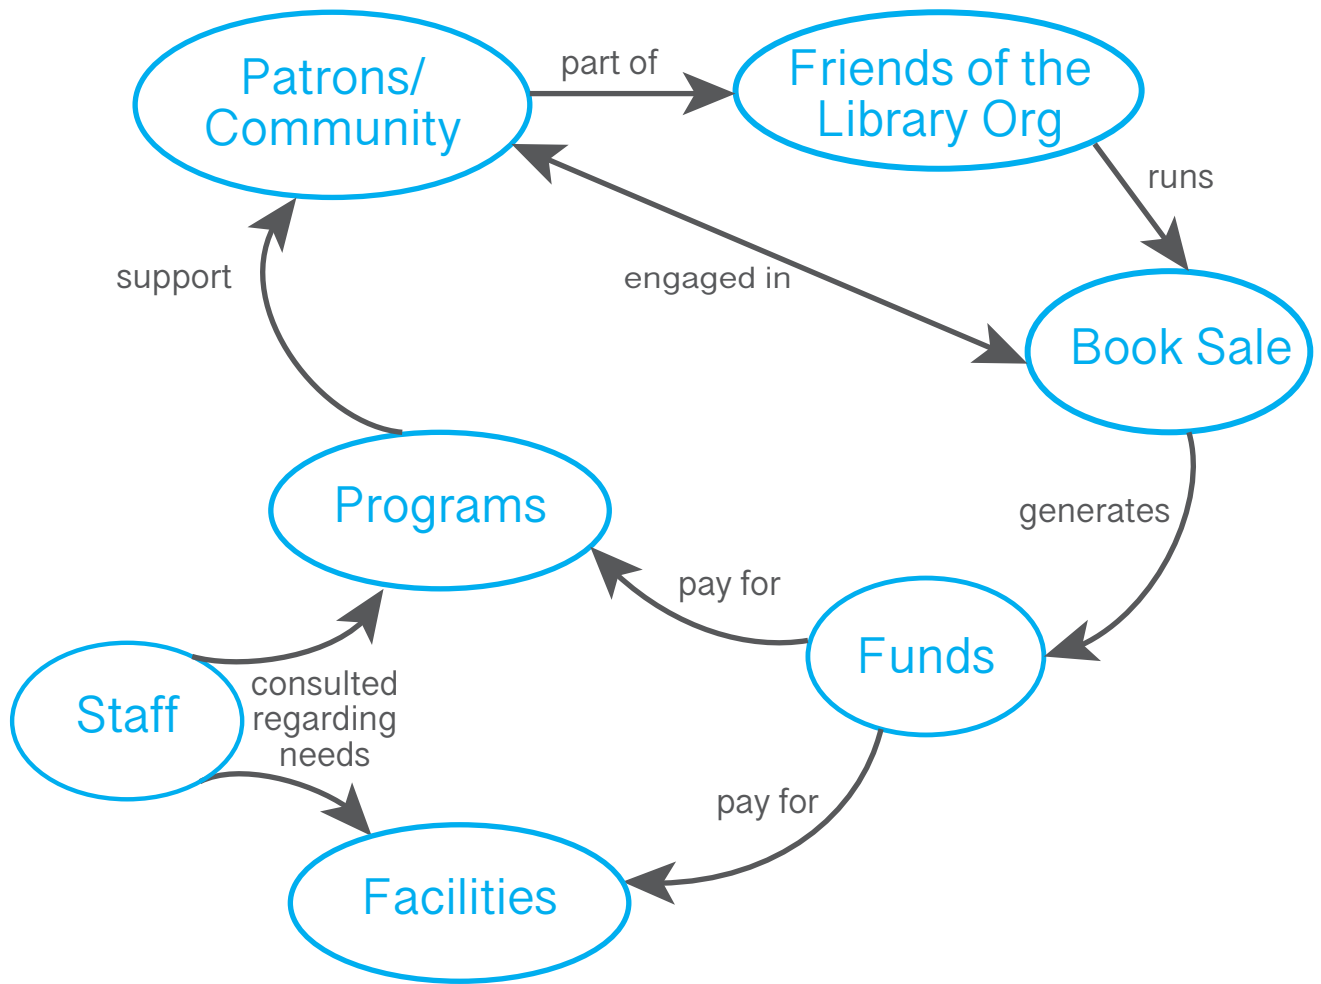 Patrons/
Community
part of
Friends of the
Library Org
runs
engaged in
support
Book Sale
Programs
generates
pay for
Funds
Staff
consulted
regarding
needs
pay for
Facilities